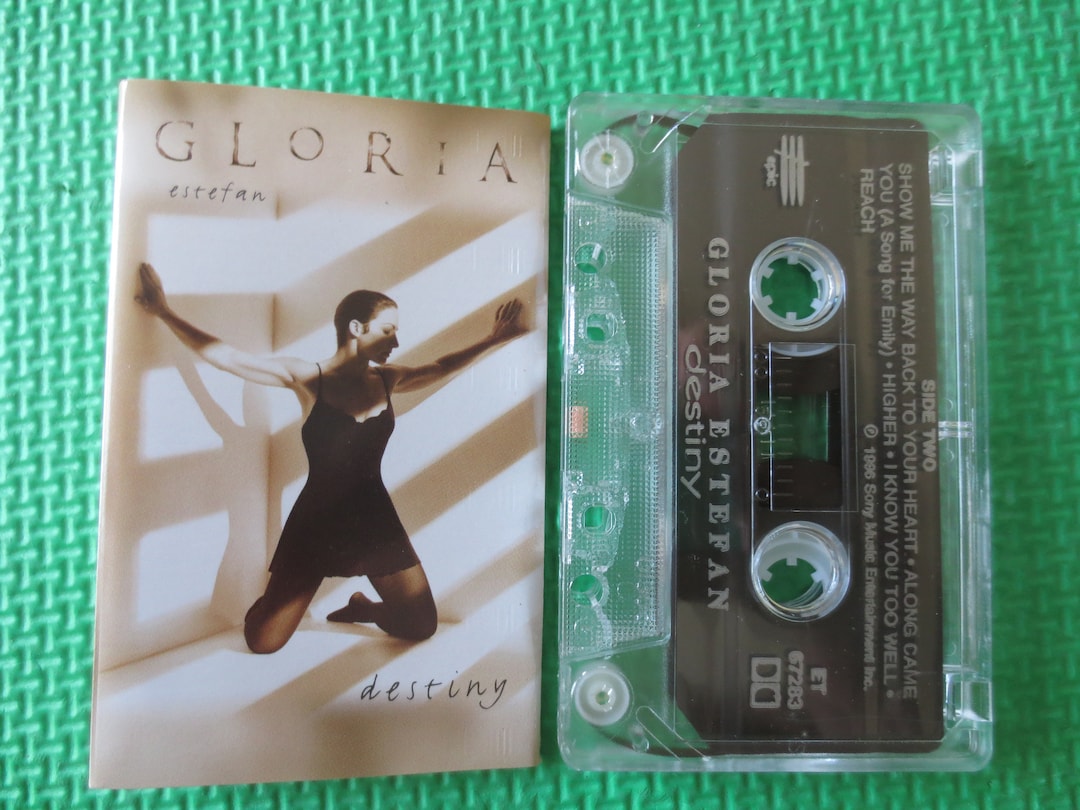 GLORIA
estefan
destiny
epic
GLORIA ESTEFAN
destiny
SIDE TWO
SHOW ME THE WAY BACK TO YOUR HEART • ALONG CAME
YOU (A Song for Emily) • HIGHER • I KNOW YOU TOO WELL •
REACH
℗ 1996 Sony Music Entertainment Inc.
ET
67283